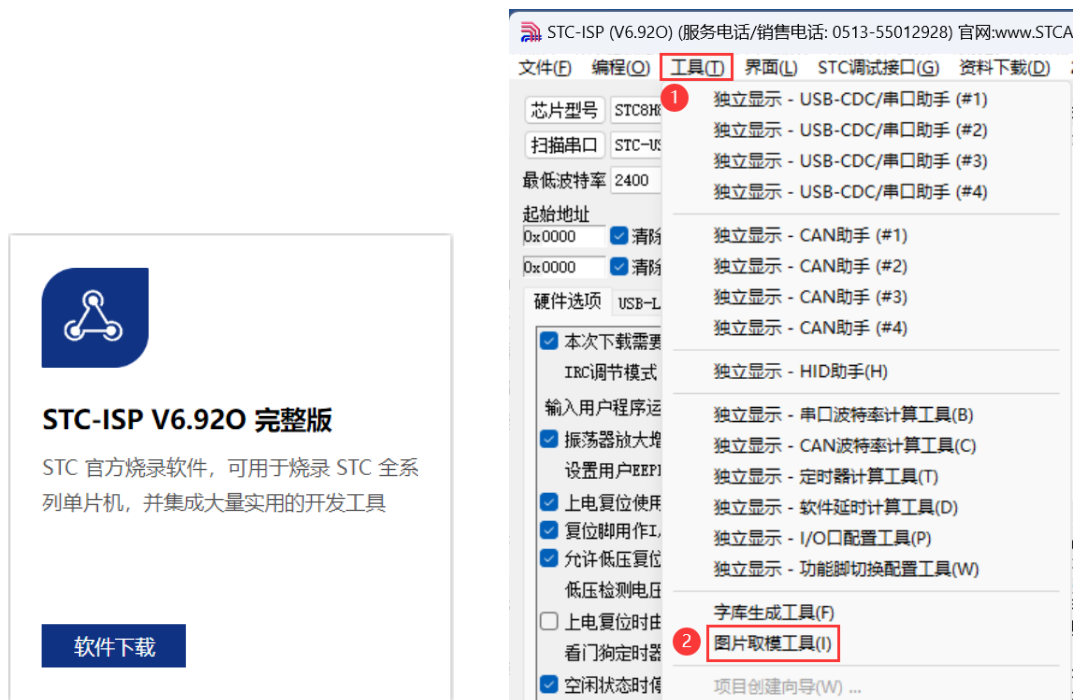 STC-ISP V6.92O 完整版
STC 官方烧录软件，可用于烧录 STC 全系
列单片机，并集成大量实用的开发工具
软件下载
STC-ISP (V6.92O) (服务电话/销售电话: 0513-55012928) 官网:www.STCA
文件(F) 编程(O) 工具(T) 界面(L) STC调试接口(G) 资料下载(D)
1
芯片型号 STC8H
扫描串口 STC-US
最低波特率 2400
起始地址
0x0000 清除
0x0000 清除
硬件选项 USB-L
本次下载需要
IRC调节模式
输入用户程序运
振荡器放大增
设置用户EEP
上电复位使用
复位脚用作I/
允许低压复位
低压检测电压
上电复位时由
看门狗定时器
空闲状态时停
独立显示 - USB-CDC/串口助手 (#1)
独立显示 - USB-CDC/串口助手 (#2)
独立显示 - USB-CDC/串口助手 (#3)
独立显示 - USB-CDC/串口助手 (#4)
独立显示 - CAN助手 (#1)
独立显示 - CAN助手 (#2)
独立显示 - CAN助手 (#3)
独立显示 - CAN助手 (#4)
独立显示 - HID助手(H)
独立显示 - 串口波特率计算工具(B)
独立显示 - CAN波特率计算工具(C)
独立显示 - 定时器计算工具(T)
独立显示 - 软件延时计算工具(D)
独立显示 - I/O口配置工具(P)
独立显示 - 功能脚切换配置工具(W)
字库生成工具(F)
2
图片取模工具(I)
项目创建向导(W) ...